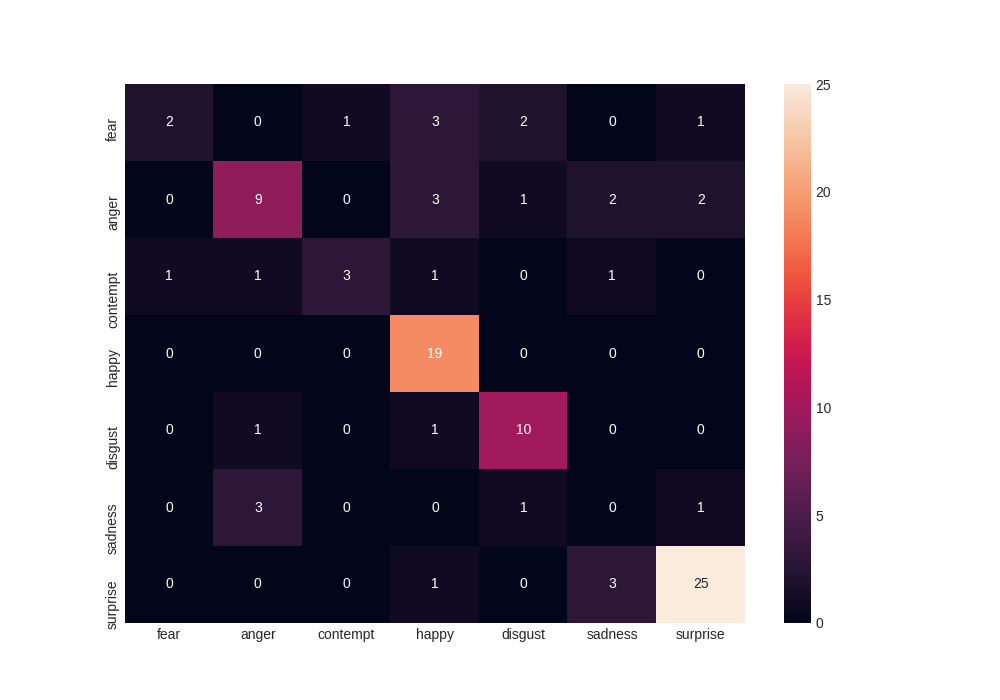 fear 2 0 1 3 2 0 1
anger 0 9 0 3 1 2 2
contempt 1 1 3 1 0 1 0
happy 0 0 0 19 0 0 0
disgust 0 1 0 1 10 0 0
sadness 0 3 0 0 1 0 1
surprise 0 0 0 1 0 3 25
fear anger contempt happy disgust sadness surprise
25
20
15
10
5
0